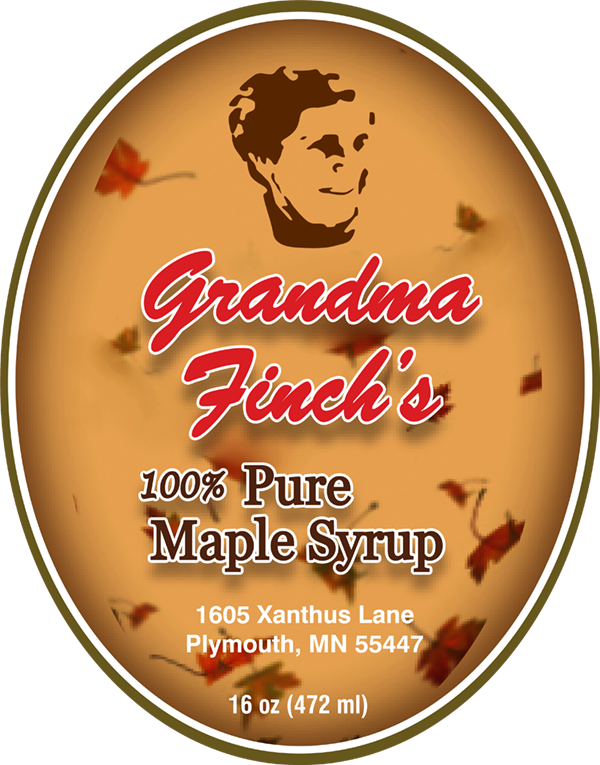 Grandma
Finch's
100% Pure
Maple Syrup
1605 Xanthus Lane
Plymouth, MN 55447
16 oz (472 ml)